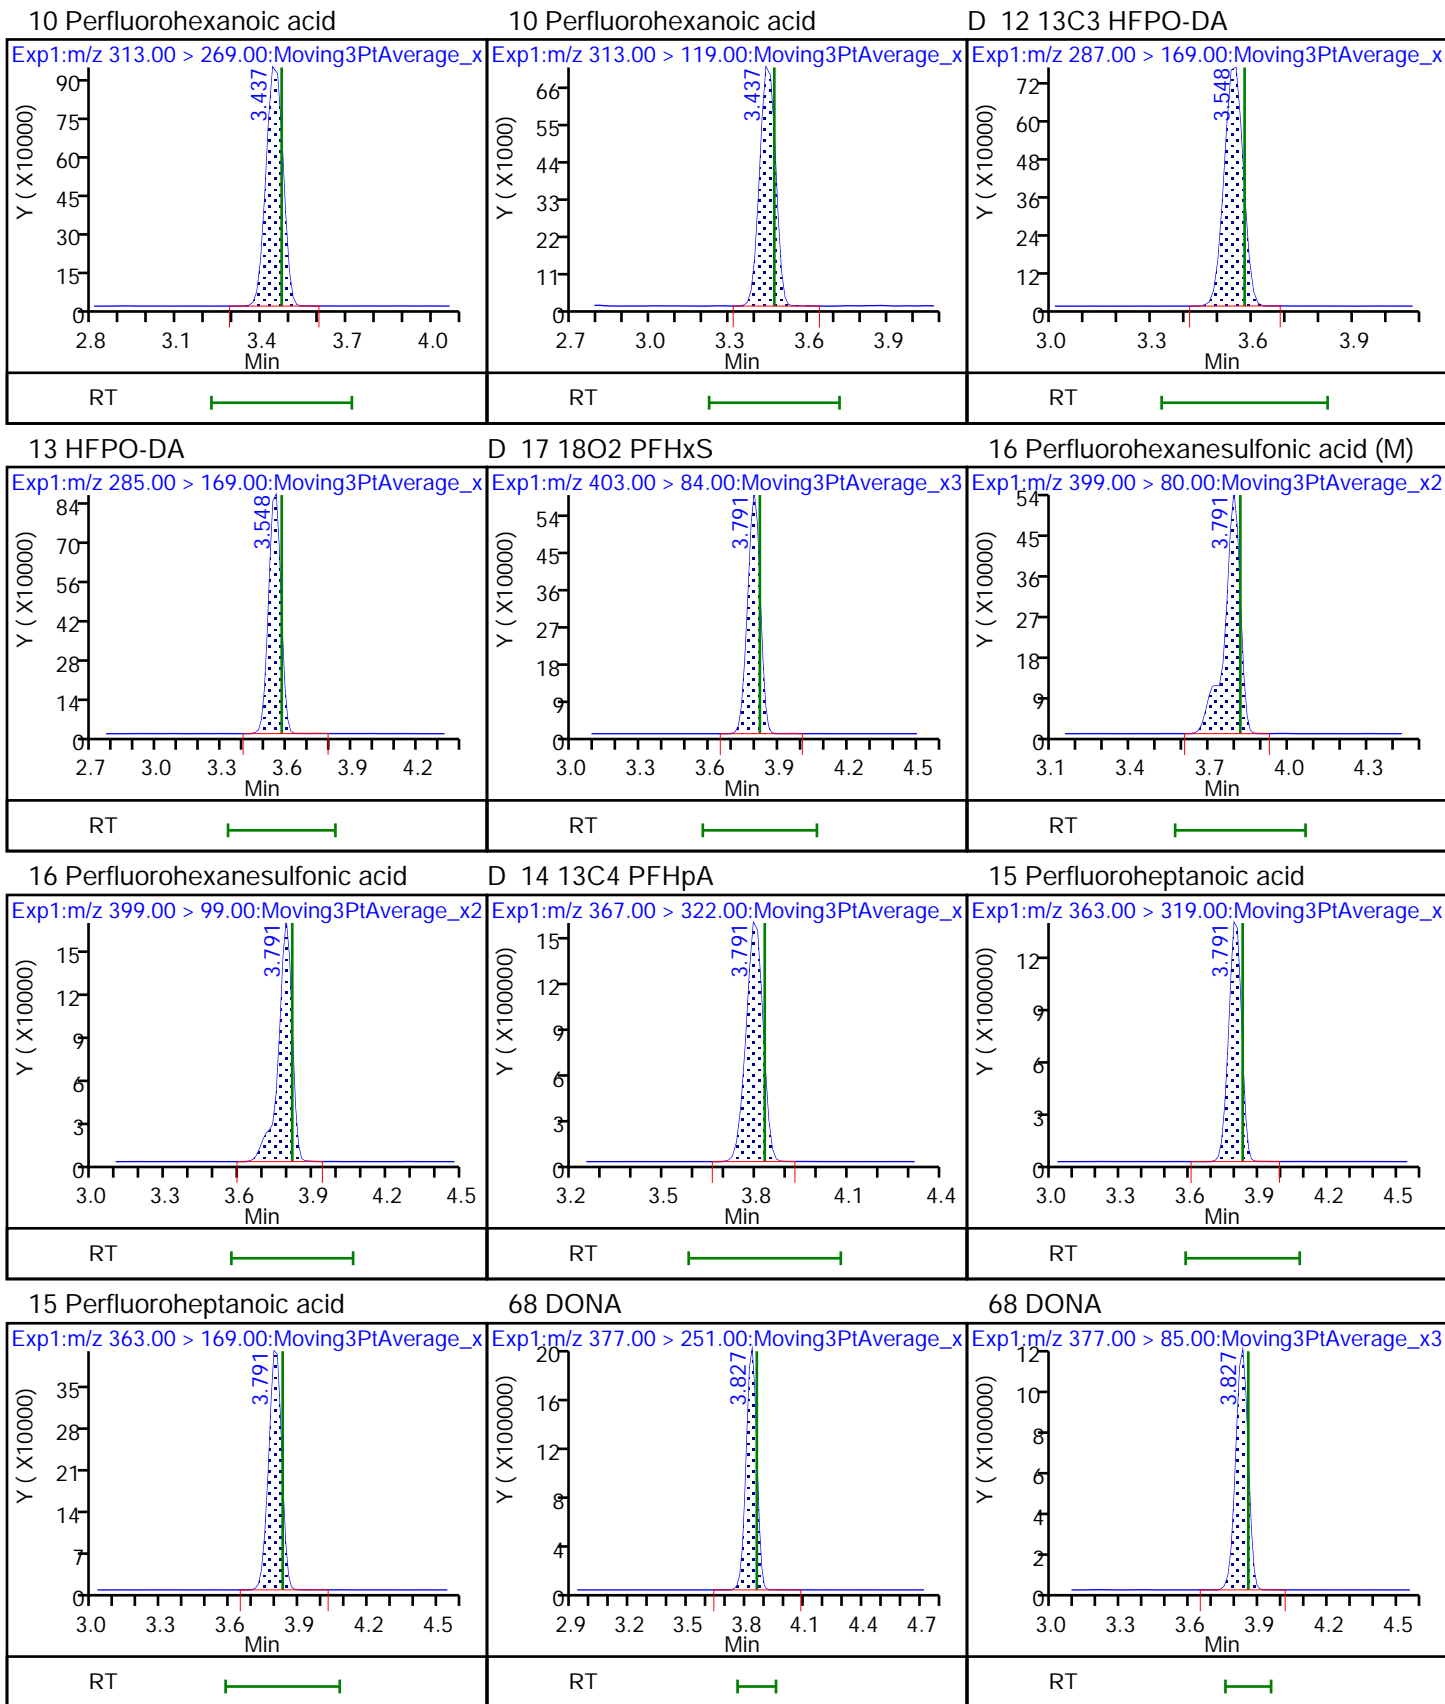 10 Perfluorohexanoic acid
Exp1:m/z 313.00 > 269.00:Moving3PtAverage_x
Y ( X10000)
90
75
60
45
30
15
0
3.437
2.8 3.1 3.4 3.7 4.0
Min
RT
10 Perfluorohexanoic acid
Exp1:m/z 313.00 > 119.00:Moving3PtAverage_x
Y ( X1000)
66
55
44
33
22
11
0
3.437
2.7 3.0 3.3 3.6 3.9
Min
RT
D 12 13C3 HFPO-DA
Exp1:m/z 287.00 > 169.00:Moving3PtAverage_x
Y ( X10000)
72
60
48
36
24
12
0
3.548
3.0 3.3 3.6 3.9
Min
RT
13 HFPO-DA
Exp1:m/z 285.00 > 169.00:Moving3PtAverage_x
Y ( X10000)
84
70
56
42
28
14
0
3.548
2.7 3.0 3.3 3.6 3.9 4.2
Min
RT
D 17 18O2 PFHxS
Exp1:m/z 403.00 > 84.00:Moving3PtAverage_x3
Y ( X10000)
54
45
36
27
18
9
0
3.791
3.0 3.3 3.6 3.9 4.2 4.5
Min
RT
16 Perfluorohexanesulfonic acid (M)
Exp1:m/z 399.00 > 80.00:Moving3PtAverage_x2
Y ( X10000)
54
45
36
27
18
9
0
3.791
3.1 3.4 3.7 4.0 4.3
Min
RT
16 Perfluorohexanesulfonic acid
Exp1:m/z 399.00 > 99.00:Moving3PtAverage_x2
Y ( X10000)
15
12
9
6
3
0
3.791
3.0 3.3 3.6 3.9 4.2 4.5
Min
RT
D 14 13C4 PFHpA
Exp1:m/z 367.00 > 322.00:Moving3PtAverage_x
Y ( X100000)
15
12
9
6
3
0
3.791
3.2 3.5 3.8 4.1 4.4
Min
RT
15 Perfluoroheptanoic acid
Exp1:m/z 363.00 > 319.00:Moving3PtAverage_x
Y ( X100000)
12
9
6
3
0
3.791
3.0 3.3 3.6 3.9 4.2 4.5
Min
RT
15 Perfluoroheptanoic acid
Exp1:m/z 363.00 > 169.00:Moving3PtAverage_x
Y ( X10000)
35
28
21
14
7
0
3.791
3.0 3.3 3.6 3.9 4.2 4.5
Min
RT
68 DONA
Exp1:m/z 377.00 > 251.00:Moving3PtAverage_x
Y ( X100000)
20
16
12
8
4
0
3.827
2.9 3.2 3.5 3.8 4.1 4.4 4.7
Min
RT
68 DONA
Exp1:m/z 377.00 > 85.00:Moving3PtAverage_x3
Y ( X100000)
12
10
8
6
4
2
0
3.827
3.0 3.3 3.6 3.9 4.2 4.5
Min
RT